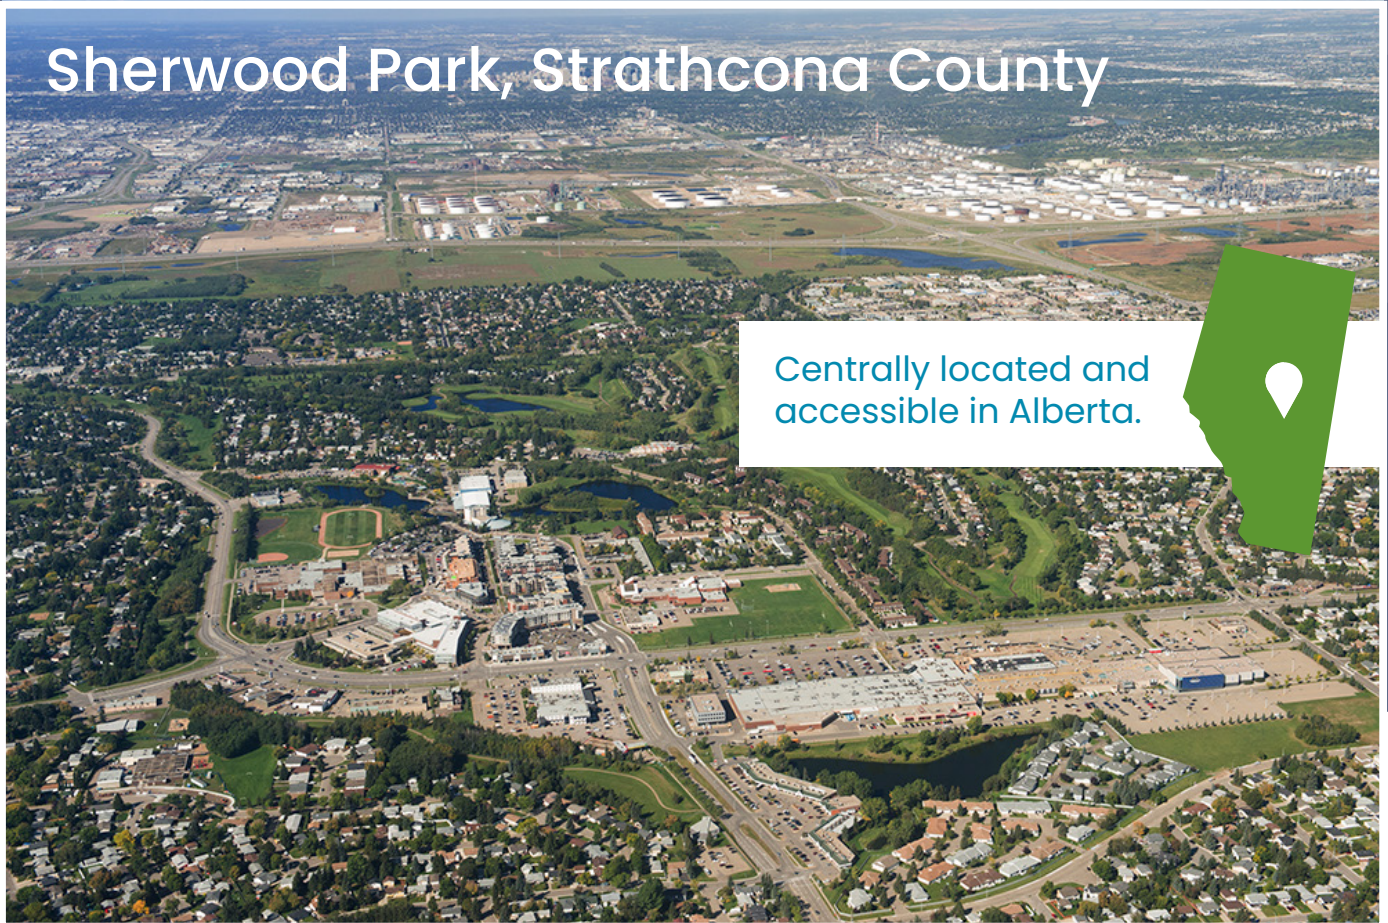 Sherwood Park, Strathcona County
Centrally located and
accessible in Alberta.